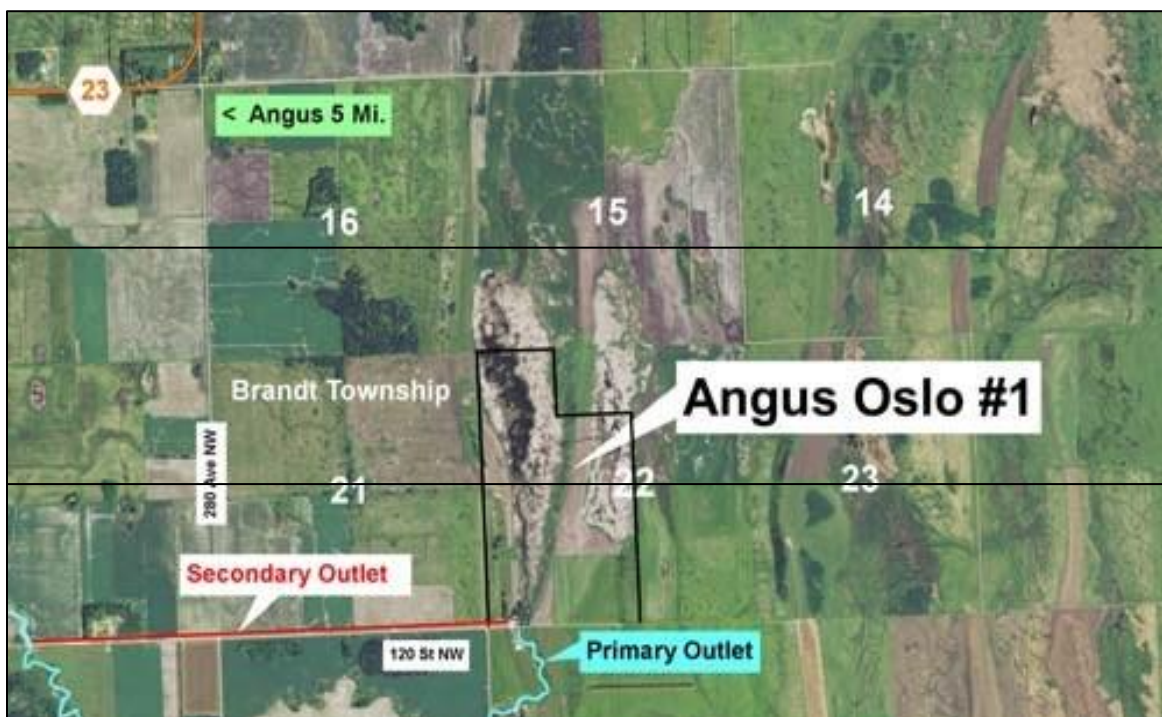 23
< Angus 5 Mi.
16
15
14
Brandt Township
Angus Oslo #1
280 Ave NW
21
22
23
Secondary Outlet
120 St NW
Primary Outlet